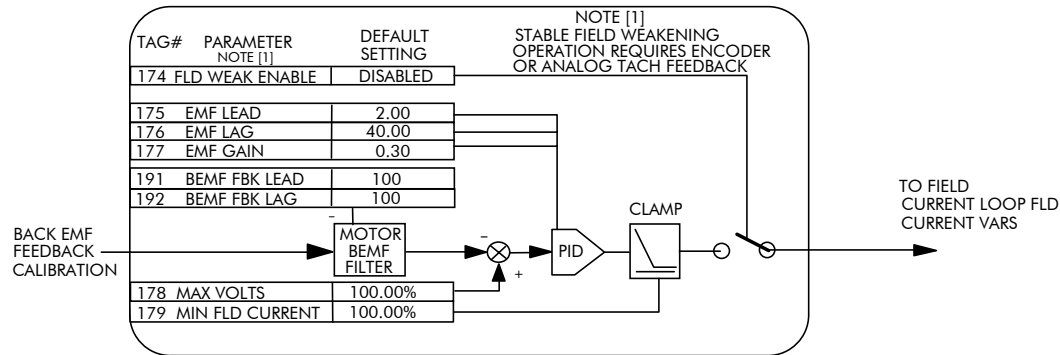 TAG# PARAMETER DEFAULT SETTING
NOTE [1]
174 FLD WEAK ENABLE DISABLED
175 EMF LEAD 2.00
176 EMF LAG 40.00
177 EMF GAIN 0.30
191 BEMF FBK LEAD 100
192 BEMF FBK LAG 100
NOTE [1]
STABLE FIELD WEAKENING
OPERATION REQUIRES ENCODER
OR ANALOG TACH FEEDBACK
BACK EMF
FEEDBACK
CALIBRATION
–
MOTOR
BEMF
FILTER
–
+
PID
CLAMP
TO FIELD
CURRENT LOOP FLD
CURRENT VARS
178 MAX VOLTS 100.00%
179 MIN FLD CURRENT 100.00%